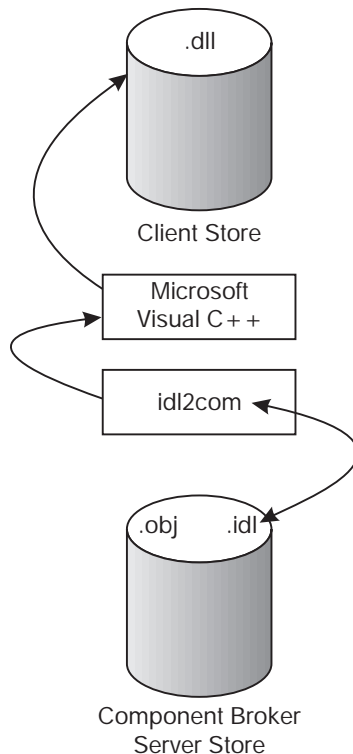 .dll
Client Store
Microsoft
Visual C++
idl2com
.obj .idl
Component Broker
Server Store